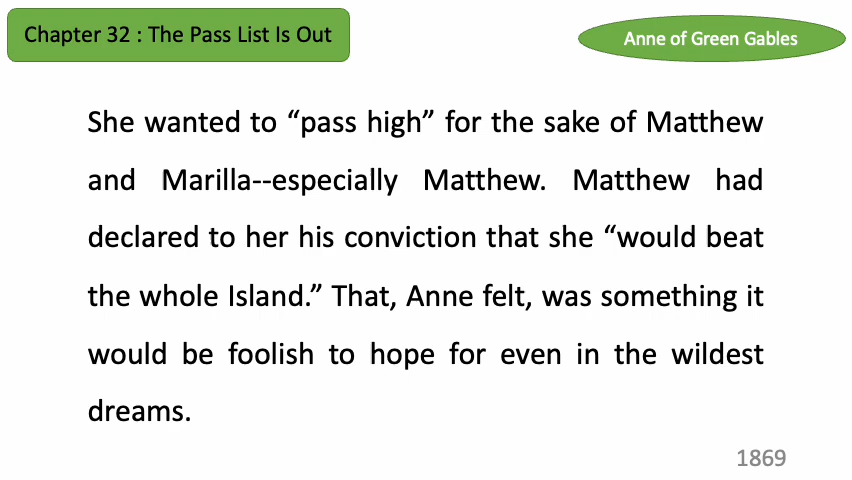 Chapter 32 : The Pass List Is Out
Anne of Green Gables
She wanted to “pass high” for the sake of Matthew
and Marilla--especially Matthew. Matthew had
declared to her his conviction that she “would beat
the whole Island.” That, Anne felt, was something it
would be foolish to hope for even in the wildest
dreams.
1869